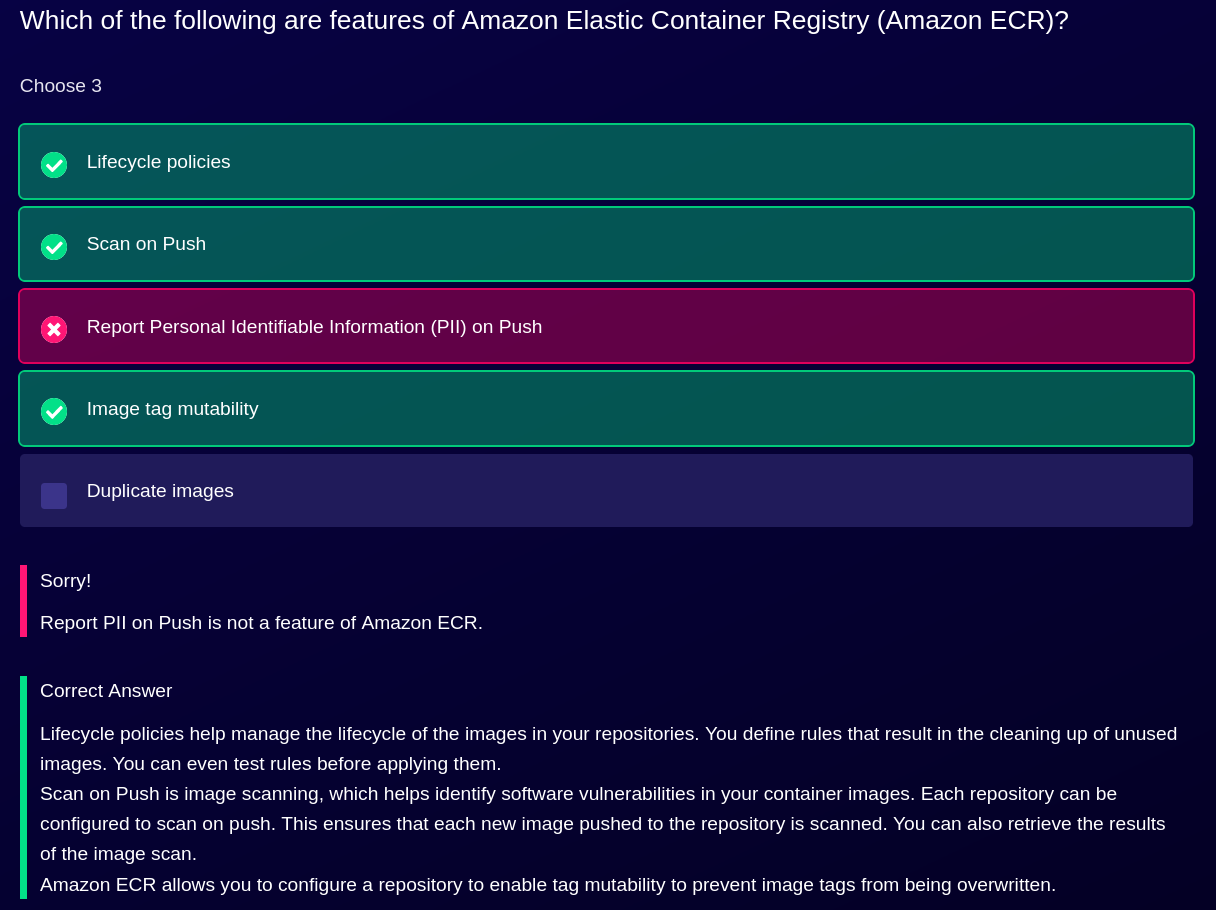 Which of the following are features of Amazon Elastic Container Registry (Amazon ECR)?
Choose 3
Lifecycle policies
Scan on Push
Report Personal Identifiable Information (PII) on Push
Image tag mutability
Duplicate images
Sorry!
Report PII on Push is not a feature of Amazon ECR.
Correct Answer
Lifecycle policies help manage the lifecycle of the images in your repositories. You define rules that result in the cleaning up of unused
images. You can even test rules before applying them.
Scan on Push is image scanning, which helps identify software vulnerabilities in your container images. Each repository can be
configured to scan on push. This ensures that each new image pushed to the repository is scanned. You can also retrieve the results
of the image scan.
Amazon ECR allows you to configure a repository to enable tag mutability to prevent image tags from being overwritten.